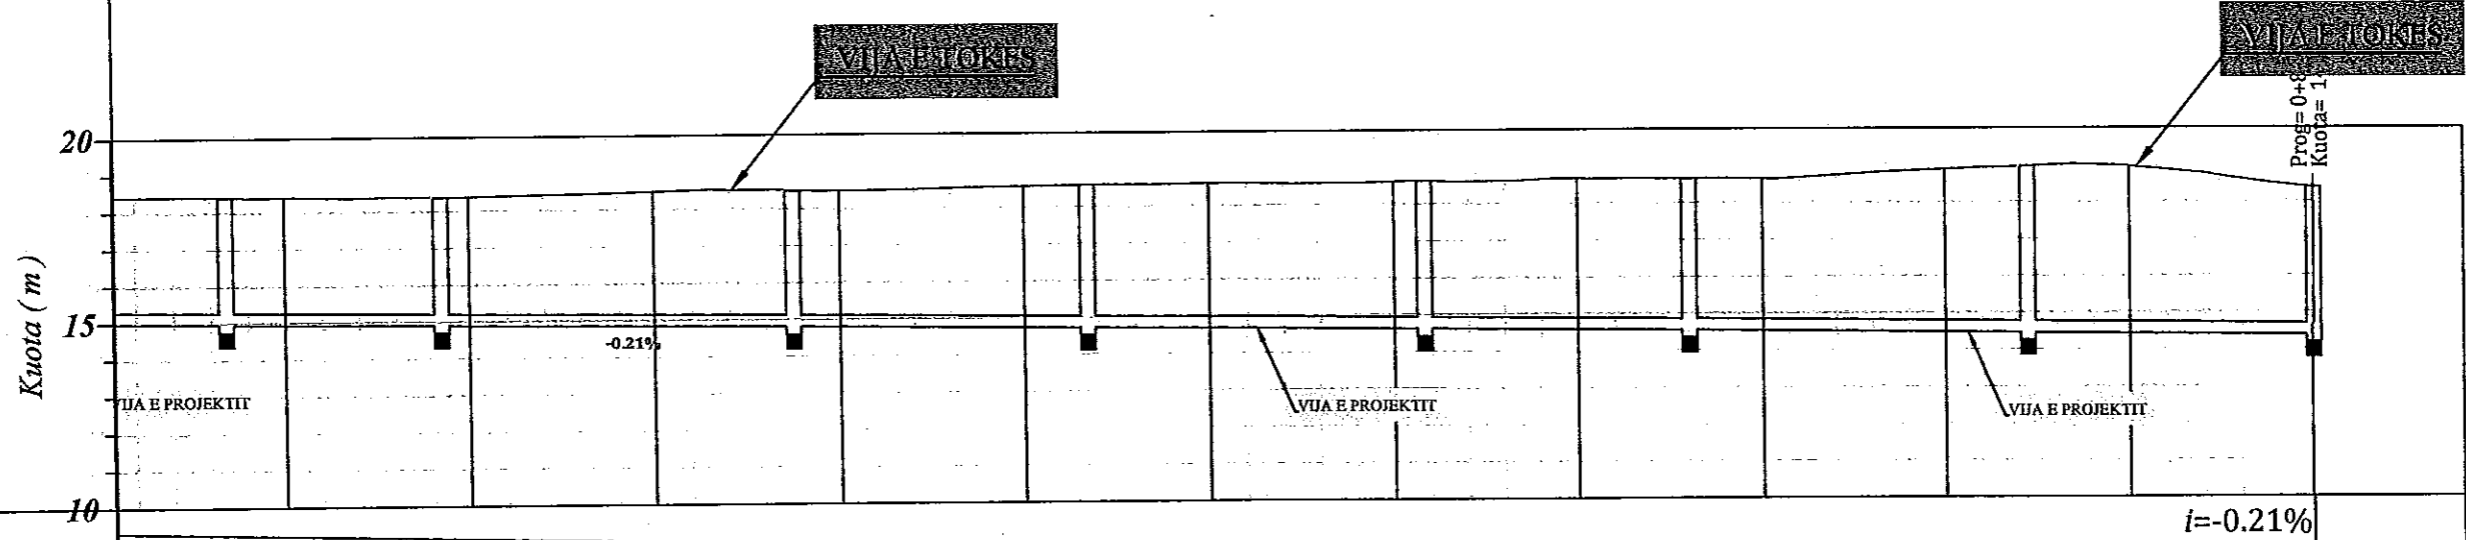 VIJA E TOKES
VIJA E TOKES
Prog= 0+8
Kuota= 1
20
15
10
Kuota ( m )
-0.21%
VIJA E PROJEKTIT
VIJA E PROJEKTIT
VIJA E PROJEKTIT
i=-0.21%